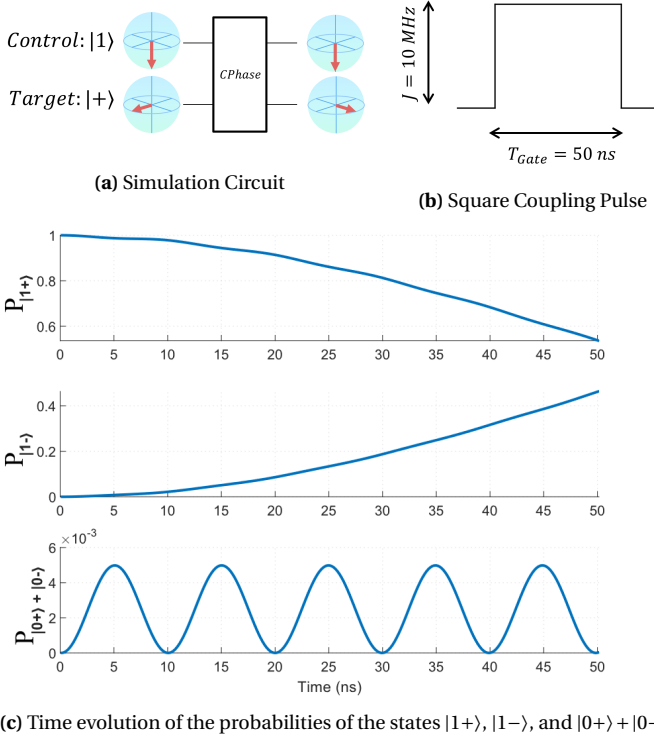 Control: |1⟩
CPhase
Target: |+⟩
J = 10 MHz
T_Gate = 50 ns
(a) Simulation Circuit
(b) Square Coupling Pulse
P|1+⟩
1
0.8
0.6
0 5 10 15 20 25 30 35 40 45 50
P|1-⟩
0.4
0.2
0
0 5 10 15 20 25 30 35 40 45 50
×10⁻³
P|0+⟩ + |0-⟩
6
4
2
0
0 5 10 15 20 25 30 35 40 45 50
Time (ns)
(c) Time evolution of the probabilities of the states |1+⟩, |1−⟩, and |0+⟩+|0−